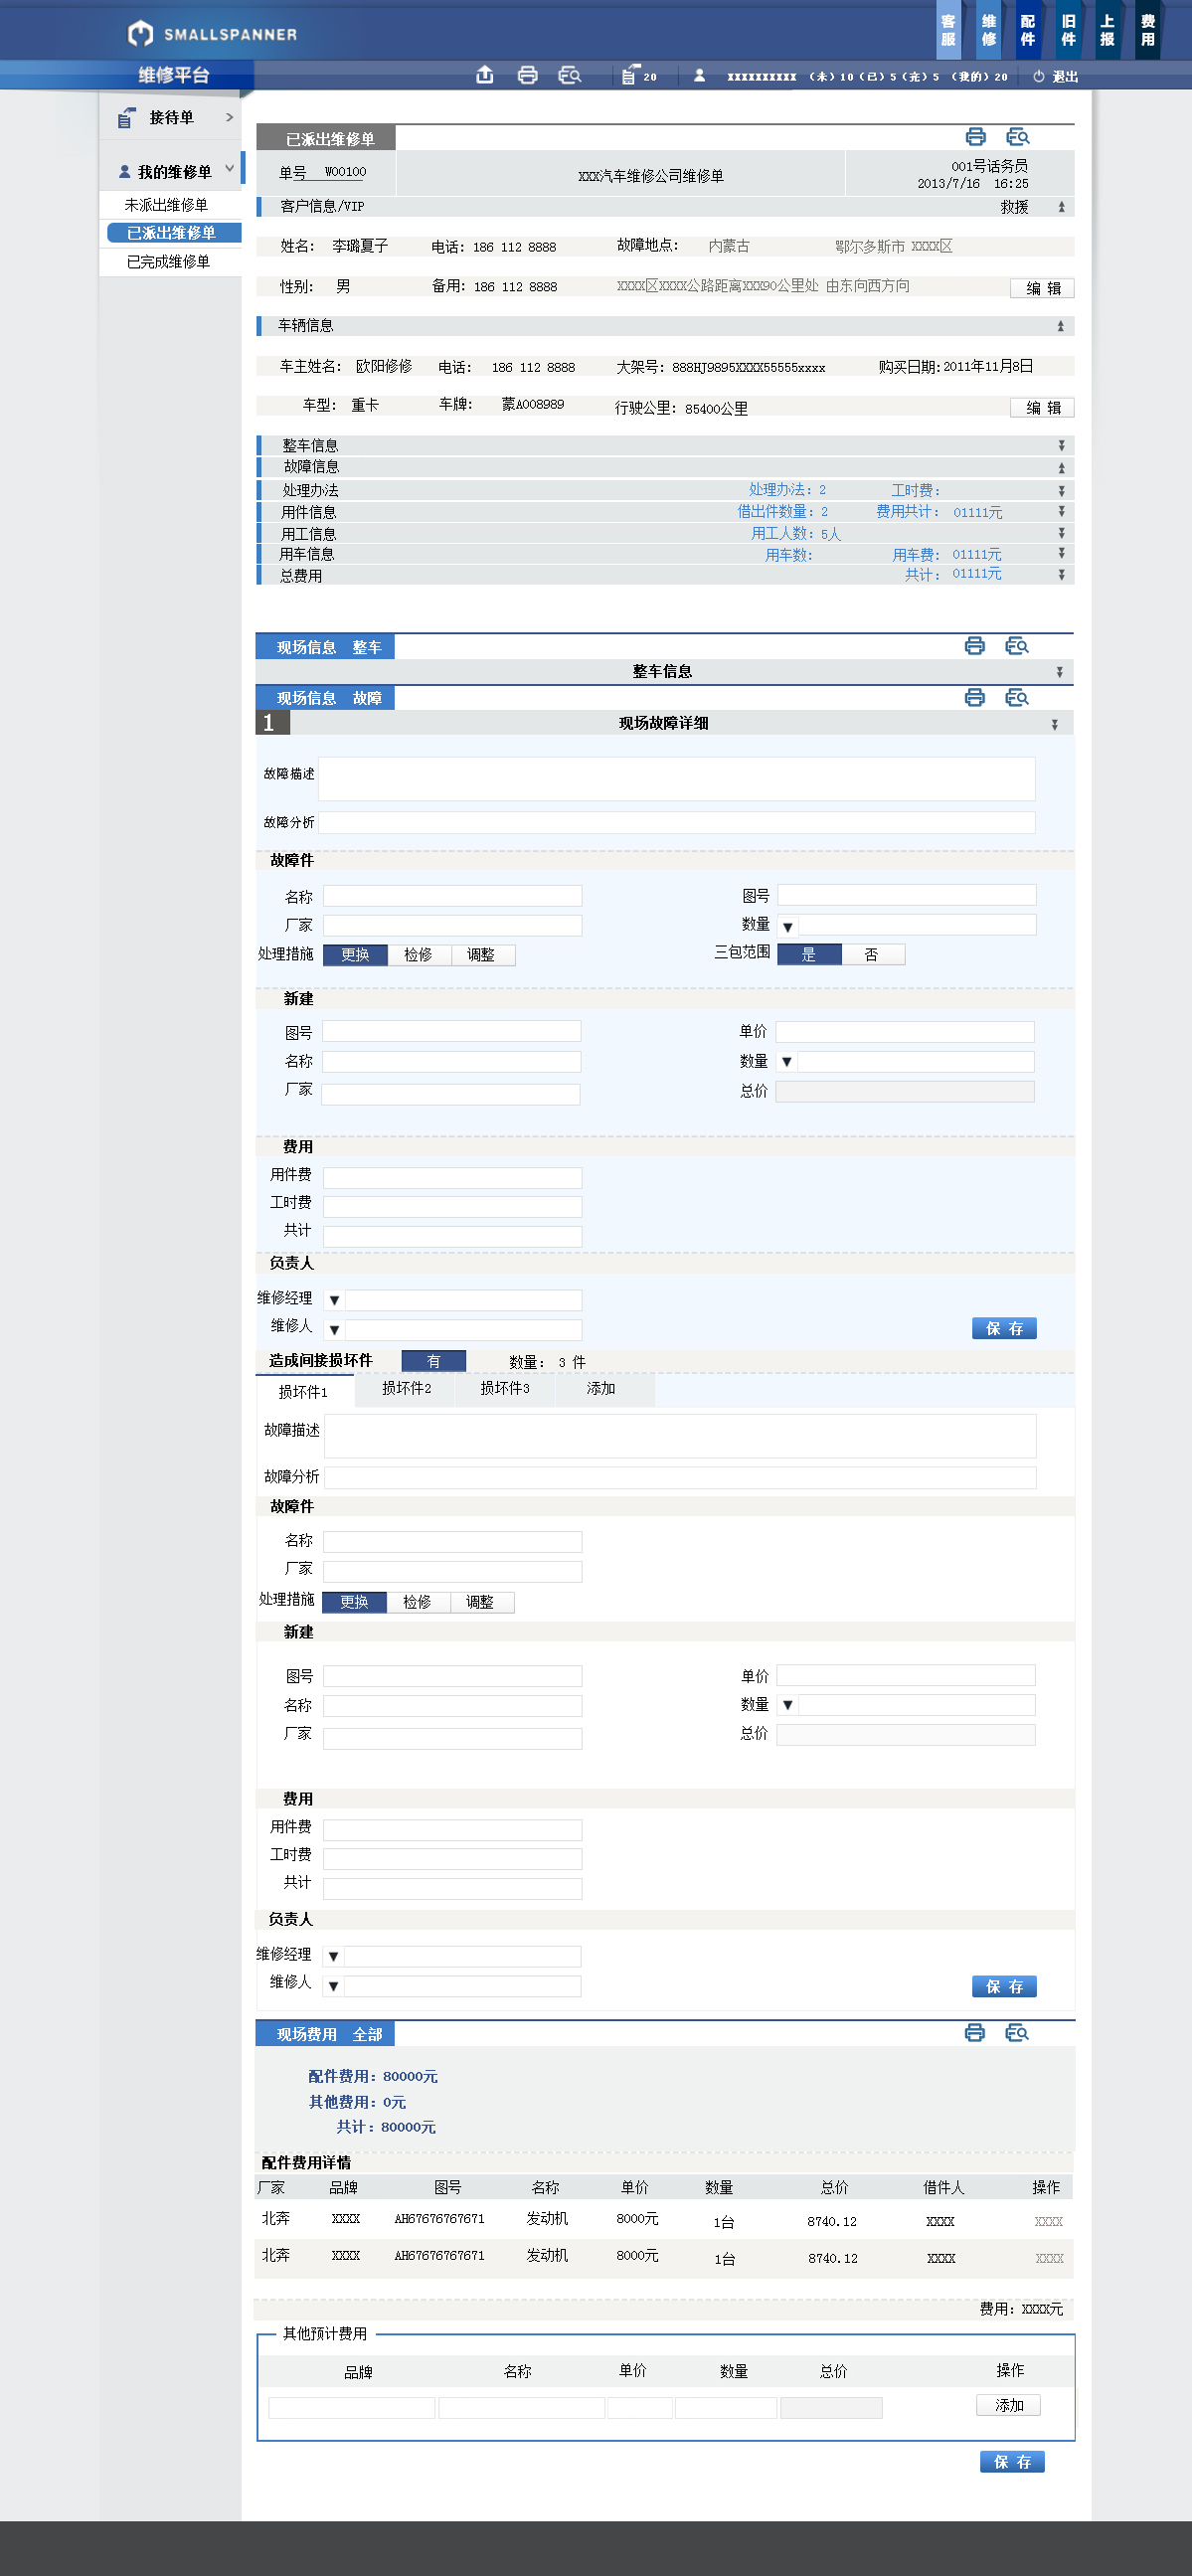 SMALLSPANNER
客服 维修 配件 旧件 上报 费用
维修平台
20 xxxxxxxxxx （未）10（已）5（完）5 （我的）20 退出
接待单
我的维修单
未派出维修单
已派出维修单
已完成维修单
已派出维修单
单号 W00100 XXX汽车维修公司维修单 001号话务员
2013/7/16 16:25
客户信息/VIP 救援
姓名: 李璐夏子 电话: 186 112 8888 故障地点: 内蒙古 鄂尔多斯市 XXXX区
性别: 男 备用: 186 112 8888 XXXX区XXXX公路距离XXX90公里处 由东向西方向 编 辑
车辆信息
车主姓名: 欧阳修修 电话: 186 112 8888 大架号: 888HJ9895XXXX55555xxxx 购买日期:2011年11月8日
车型: 重卡 车牌: 蒙A008989 行驶公里: 85400公里 编 辑
整车信息
故障信息
处理办法 处理办法: 2 工时费:
用件信息 借出件数量: 2 费用共计: 01111元
用工信息 用工人数: 5人
用车信息 用车数: 用车费: 01111元
总费用 共计: 01111元
现场信息 整车
整车信息
现场信息 故障
1 现场故障详细
故障描述
故障分析
故障件
名称 图号
厂家 数量 ▼
处理措施 更换 检修 调整 三包范围 是 否
新建
图号 单价
名称 数量 ▼
厂家 总价
费用
用件费
工时费
共计
负责人
维修经理 ▼
维修人 ▼ 保 存
造成间接损坏件 有 数量: 3 件
损坏件1 损坏件2 损坏件3 添加
故障描述
故障分析
故障件
名称
厂家
处理措施 更换 检修 调整
新建
图号 单价
名称 数量 ▼
厂家 总价
费用
用件费
工时费
共计
负责人
维修经理 ▼
维修人 ▼ 保 存
现场费用 全部
配件费用: 80000元
其他费用: 0元
共计: 80000元
配件费用详情
厂家 品牌 图号 名称 单价 数量 总价 借件人 操作
北奔 XXXX AH67676767671 发动机 8000元 1台 8740.12 XXXX XXXX
北奔 XXXX AH67676767671 发动机 8000元 1台 8740.12 XXXX XXXX
费用: XXXX元
其他预计费用
品牌 名称 单价 数量 总价 操作
添加
保 存